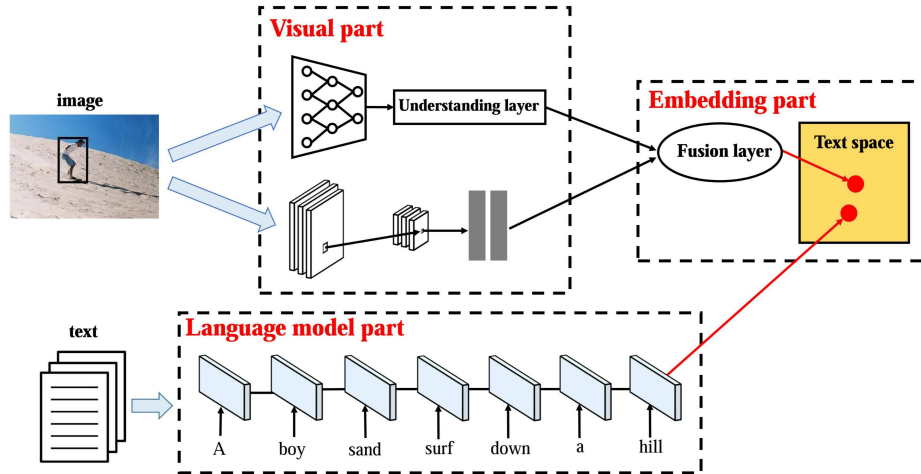 Visual part
image
Understanding layer
Embedding part
Fusion layer
Text space
text
Language model part
A boy sand surf down a hill